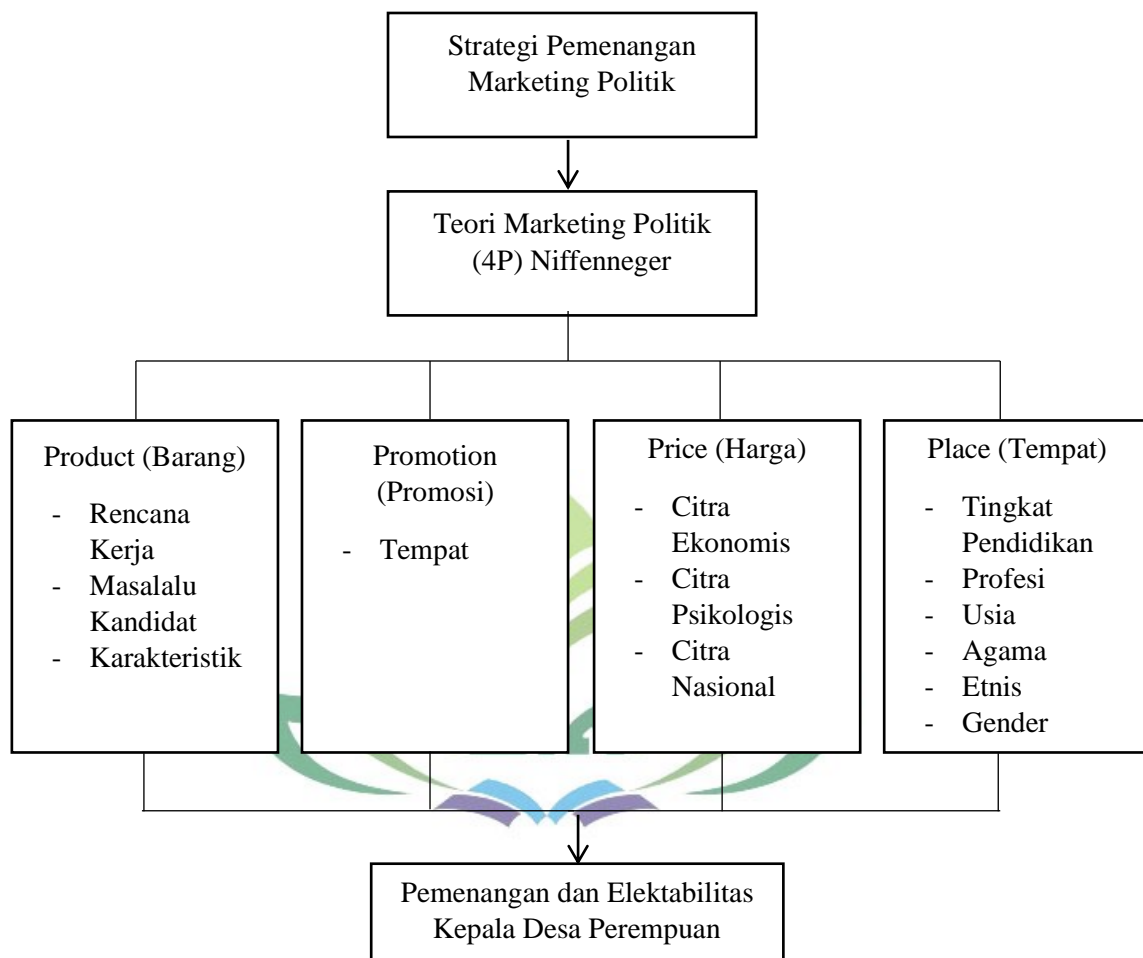 Strategi Pemenangan
Marketing Politik
Teori Marketing Politik
(4P) Niffenneger
Product (Barang)
- Rencana
Kerja
- Masalalu
Kandidat
- Karakteristik
Promotion
(Promosi)
- Tempat
Price (Harga)
- Citra
Ekonomis
- Citra
Psikologis
- Citra
Nasional
Place (Tempat)
- Tingkat
Pendidikan
- Profesi
- Usia
- Agama
- Etnis
- Gender
Pemenangan dan Elektabilitas
Kepala Desa Perempuan